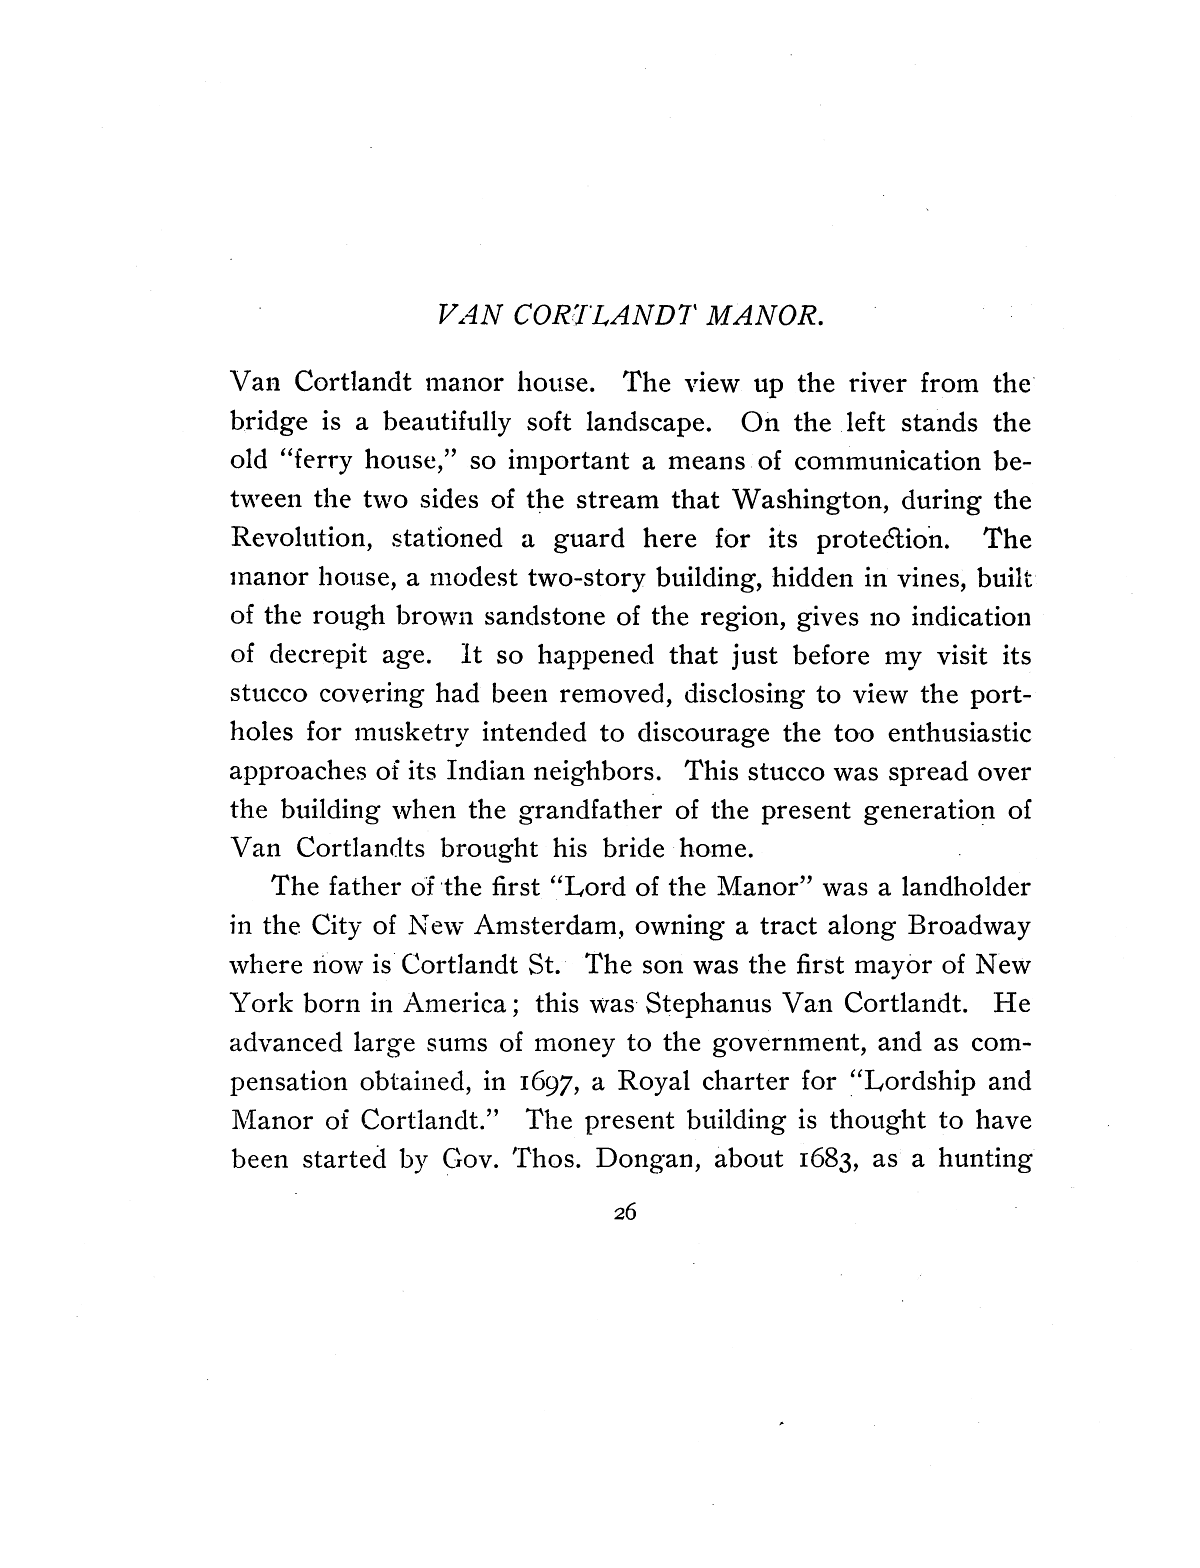 VAN CORTLANDT MANOR.
Van Cortlandt manor house. The view up the river from the
bridge is a beautifully soft landscape. On the left stands the
old “ferry house,” so important a means of communication be-
tween the two sides of the stream that Washington, during the
Revolution, stationed a guard here for its protection. The
manor house, a modest two-story building, hidden in vines, built
of the rough brown sandstone of the region, gives no indication
of decrepit age. It so happened that just before my visit its
stucco covering had been removed, disclosing to view the port-
holes for musketry intended to discourage the too enthusiastic
approaches of its Indian neighbors. This stucco was spread over
the building when the grandfather of the present generation of
Van Cortlandts brought his bride home.
The father of the first “Lord of the Manor” was a landholder
in the City of New Amsterdam, owning a tract along Broadway
where now is Cortlandt St. The son was the first mayor of New
York born in America; this was Stephanus Van Cortlandt. He
advanced large sums of money to the government, and as com-
pensation obtained, in 1697, a Royal charter for “Lordship and
Manor of Cortlandt.” The present building is thought to have
been started by Gov. Thos. Dongan, about 1683, as a hunting
26